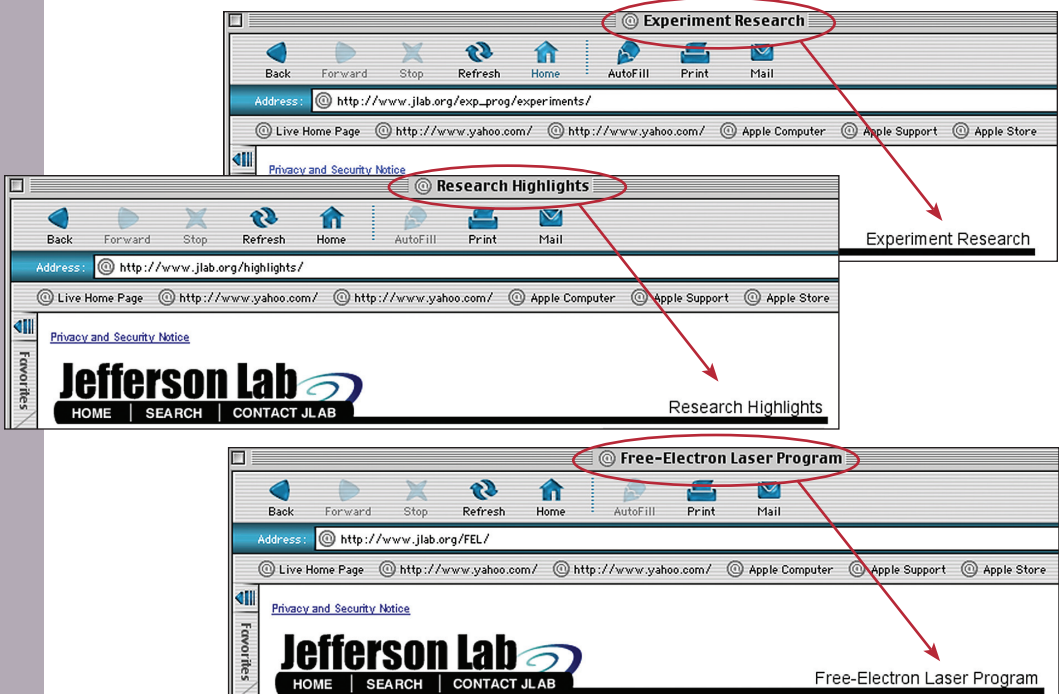 Experiment Research
Back Forward Stop Refresh Home AutoFill Print Mail
Address: http://www.jlab.org/exp_prog/experiments/
Live Home Page http://www.yahoo.com/ http://www.yahoo.com/ Apple Computer Apple Support Apple Store
Privacy and Security Notice
Experiment Research
Research Highlights
Back Forward Stop Refresh Home AutoFill Print Mail
Address: http://www.jlab.org/highlights/
Live Home Page http://www.yahoo.com/ http://www.yahoo.com/ Apple Computer Apple Support Apple Store
Privacy and Security Notice
Favorites
Jefferson Lab
HOME SEARCH CONTACT JLAB
Research Highlights
Free-Electron Laser Program
Back Forward Stop Refresh Home AutoFill Print Mail
Address: http://www.jlab.org/FEL/
Live Home Page http://www.yahoo.com/ http://www.yahoo.com/ Apple Computer Apple Support Apple Store
Privacy and Security Notice
Favorites
Jefferson Lab
HOME SEARCH CONTACT JLAB
Free-Electron Laser Program